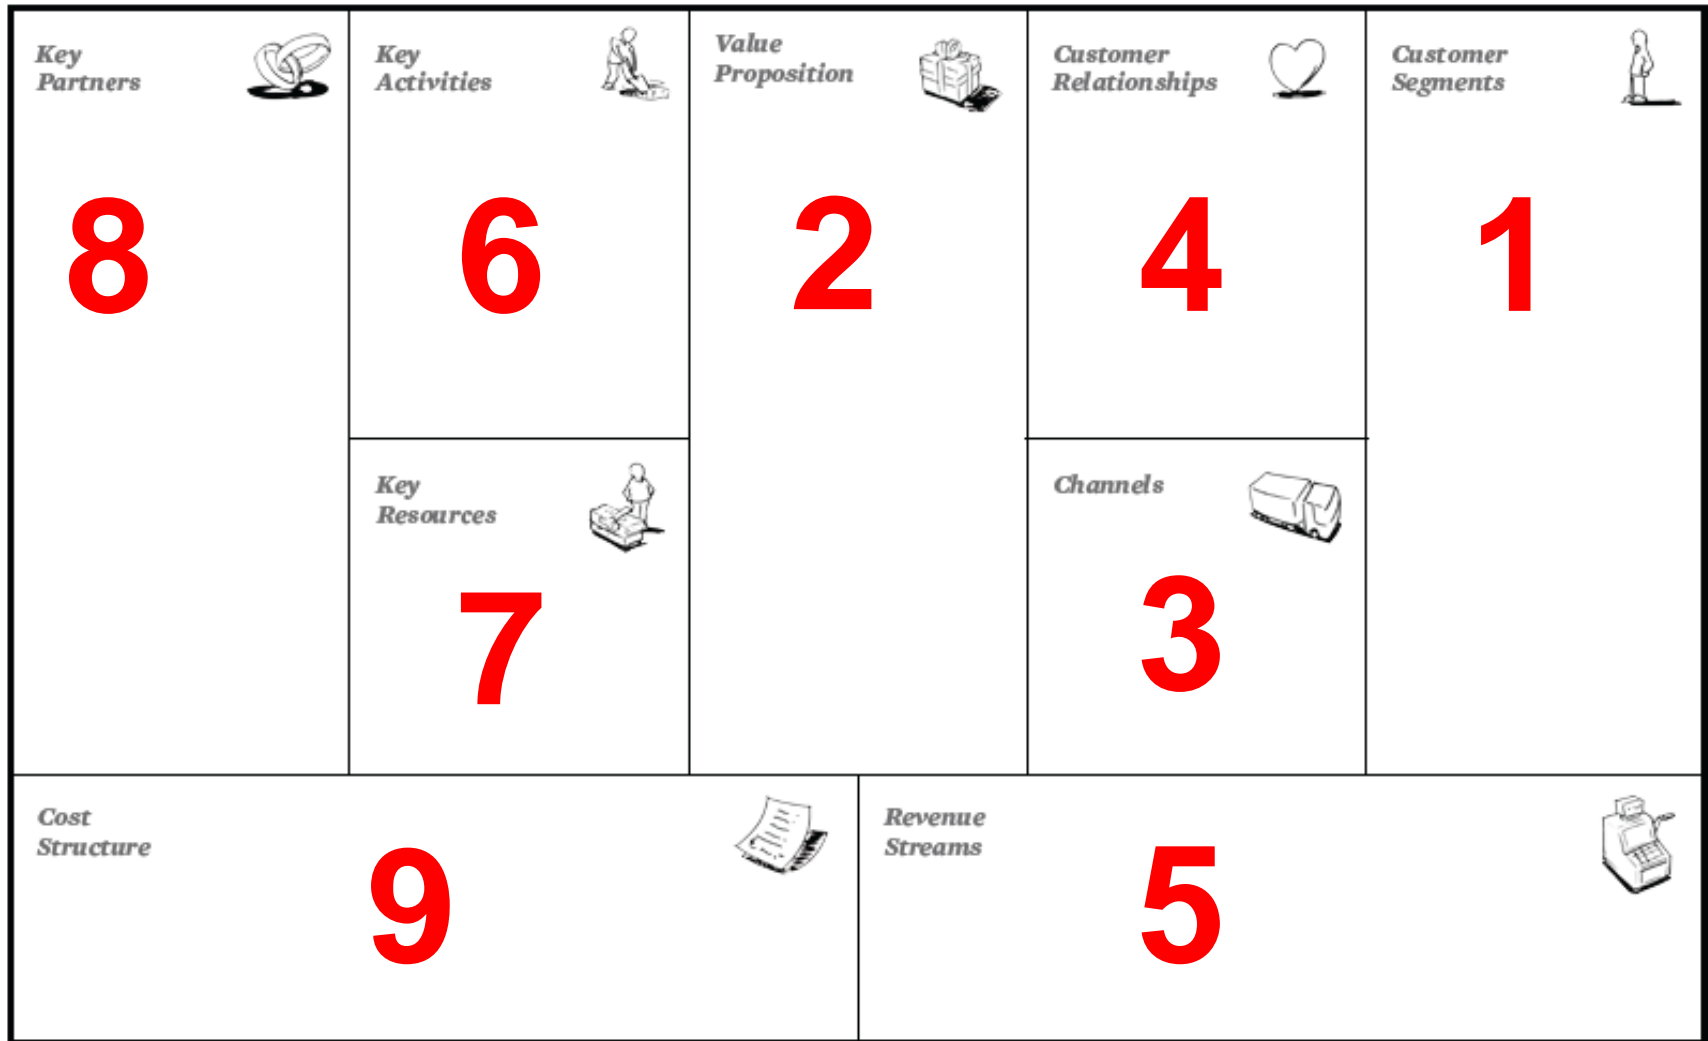 Key
Partners
8
Key
Activities
6
Key
Resources
7
Value
Proposition
2
Customer
Relationships
4
Channels
3
Customer
Segments
1
Cost
Structure
9
Revenue
Streams
5